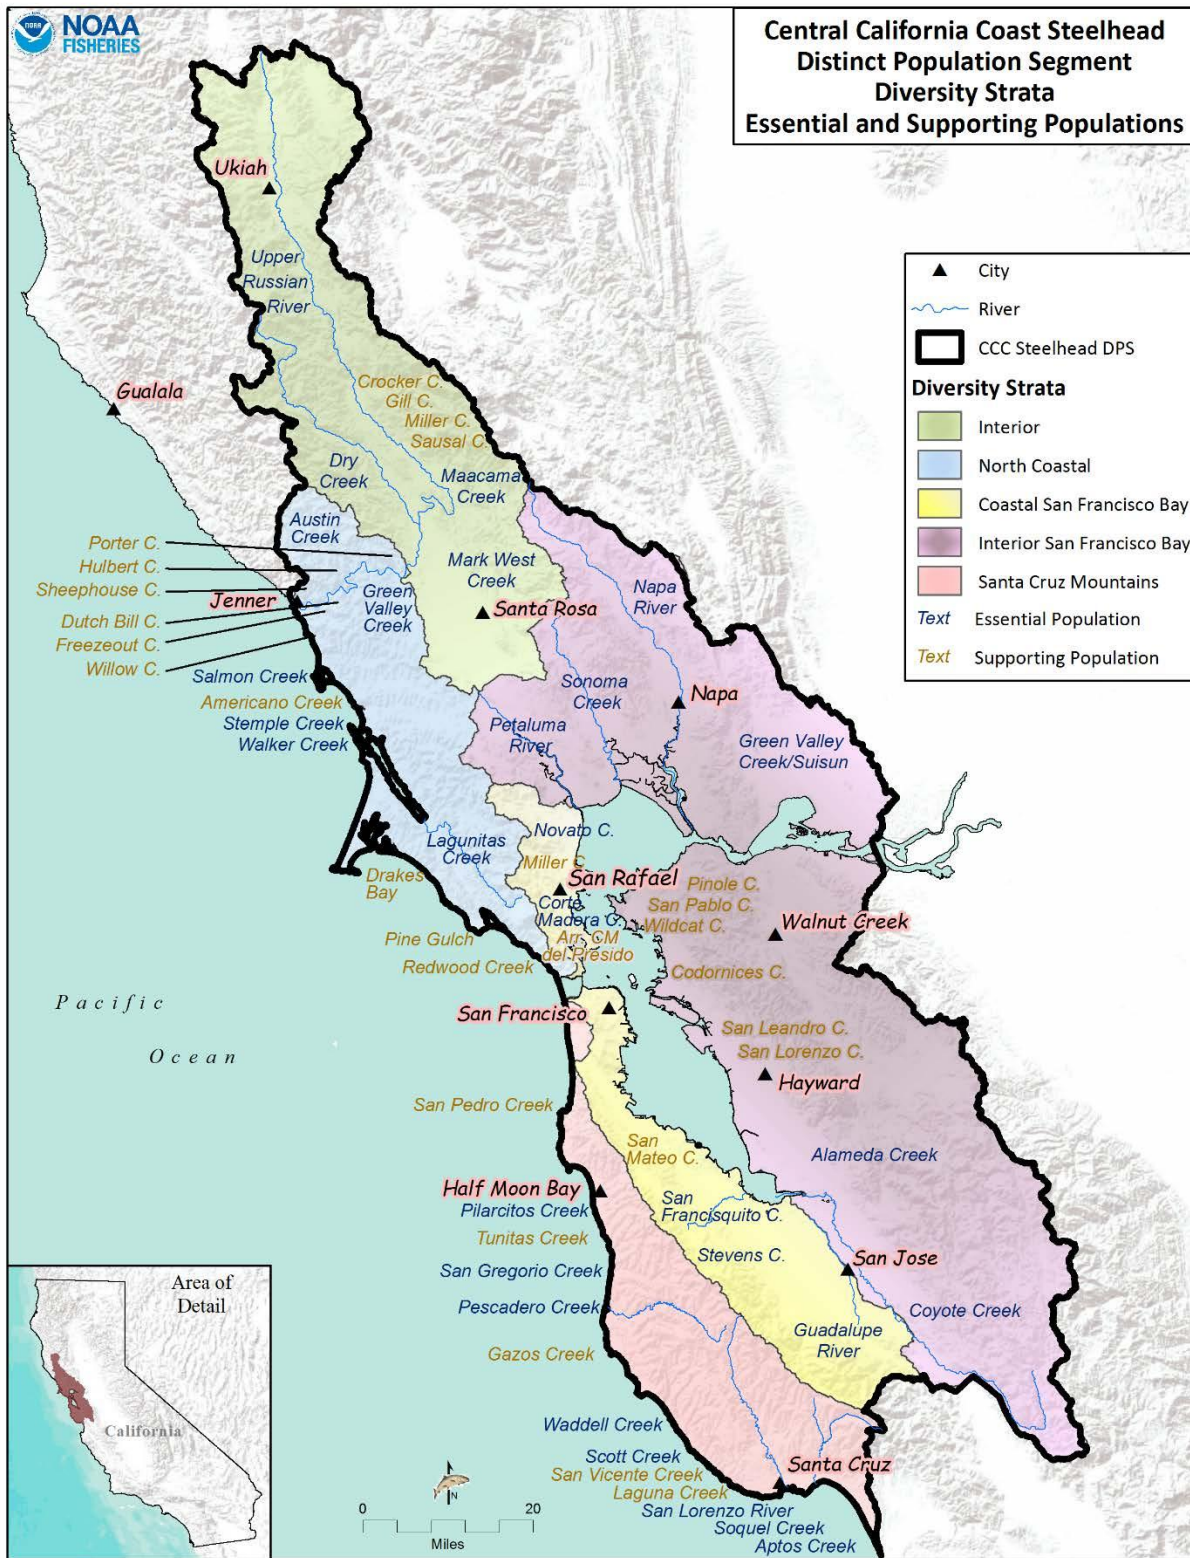 NOAA
NOAA
FISHERIES
Central California Coast Steelhead
Distinct Population Segment
Diversity Strata
Essential and Supporting Populations
City
River
CCC Steelhead DPS
Diversity Strata
Interior
North Coastal
Coastal San Francisco Bay
Interior San Francisco Bay
Santa Cruz Mountains
Text Essential Population
Text Supporting Population
Ukiah
Upper
Russian
River
Gualala
Crocker C.
Gill C.
Miller C.
Sausal C.
Dry
Creek
Maacama
Creek
Austin
Creek
Porter C.
Hulbert C.
Sheephouse C.
Jenner
Dutch Bill C.
Freezeout C.
Willow C.
Green
Valley
Creek
Mark West
Creek
Santa Rosa
Napa
River
Salmon Creek
Americano Creek
Stemple Creek
Walker Creek
Sonoma
Creek
Napa
Petaluma
River
Green Valley
Creek/Suisun
Novato C.
Lagunitas
Creek
Miller C
Drakes
Bay
San Rafael
Corte
Madera C.
Arr. CM
del Presido
Pinole C.
San Pablo C.
Wildcat C.
Walnut Creek
Pine Gulch
Redwood Creek
Codornices C.
Pacific
Ocean
San Francisco
San Leandro C.
San Lorenzo C.
Hayward
San Pedro Creek
San
Mateo C.
Alameda Creek
Half Moon Bay
Pilarcitos Creek
San
Francisquito C.
Tunitas Creek
Stevens C.
San Jose
San Gregorio Creek
Pescadero Creek
Coyote Creek
Guadalupe
River
Gazos Creek
Waddell Creek
Scott Creek
San Vicente Creek
Laguna Creek
Santa Cruz
San Lorenzo River
Soquel Creek
Aptos Creek
Area of
Detail
California
N
0 20
Miles